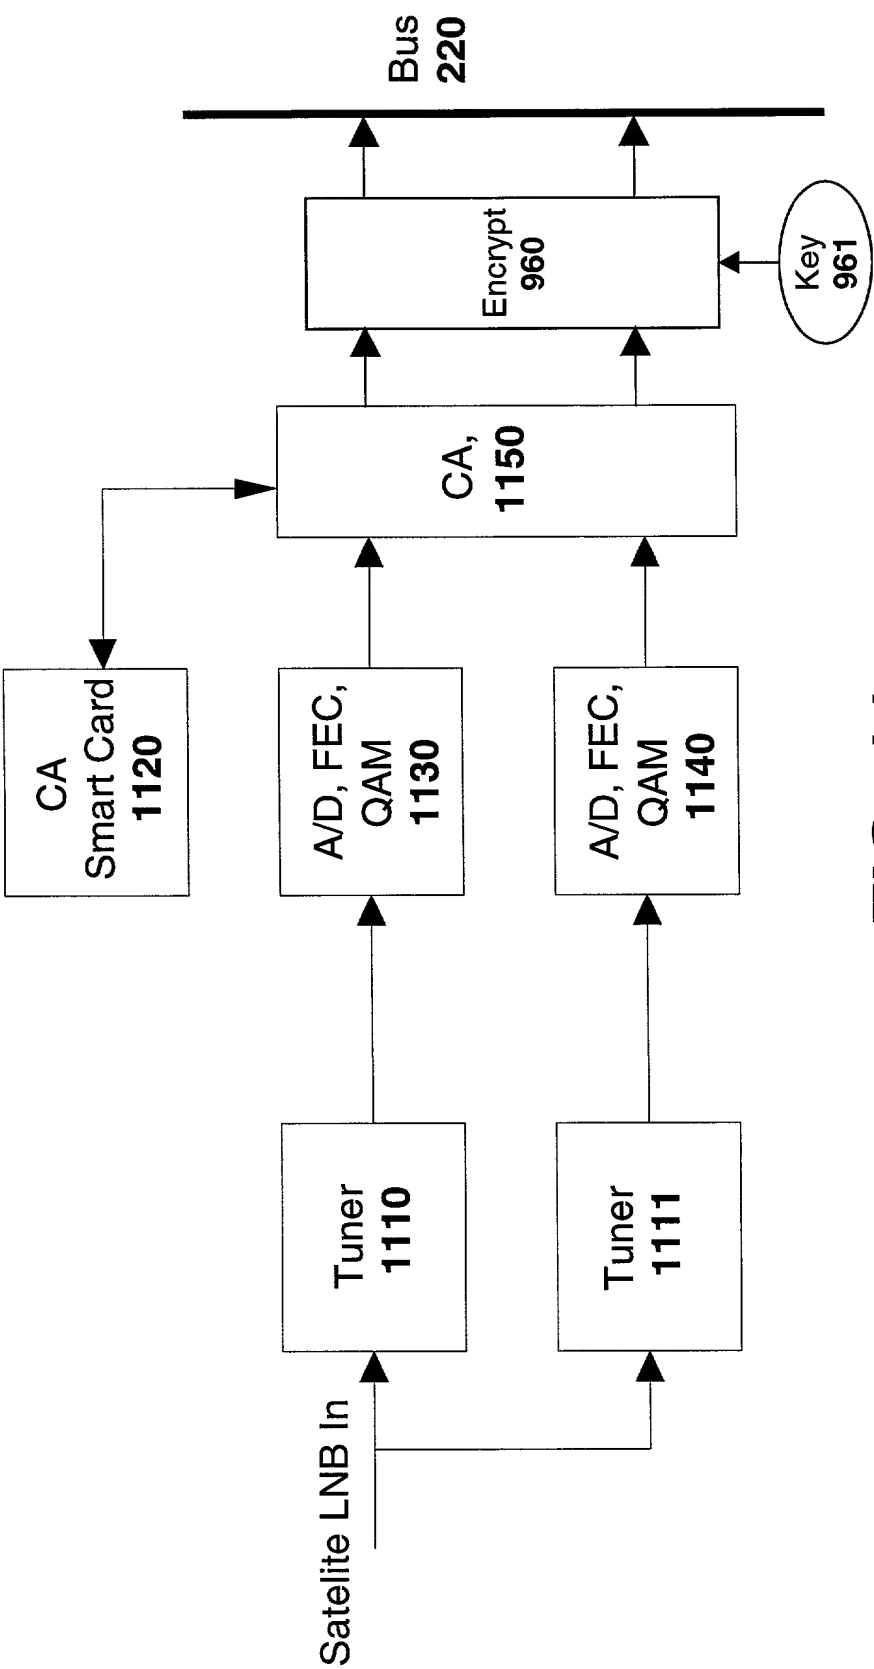 CA
Smart Card
1120
Bus
220
Satelite LNB In
Tuner
1110
A/D, FEC,
QAM
1130
CA,
1150
Encrypt
960
Tuner
1111
A/D, FEC,
QAM
1140
Key
961